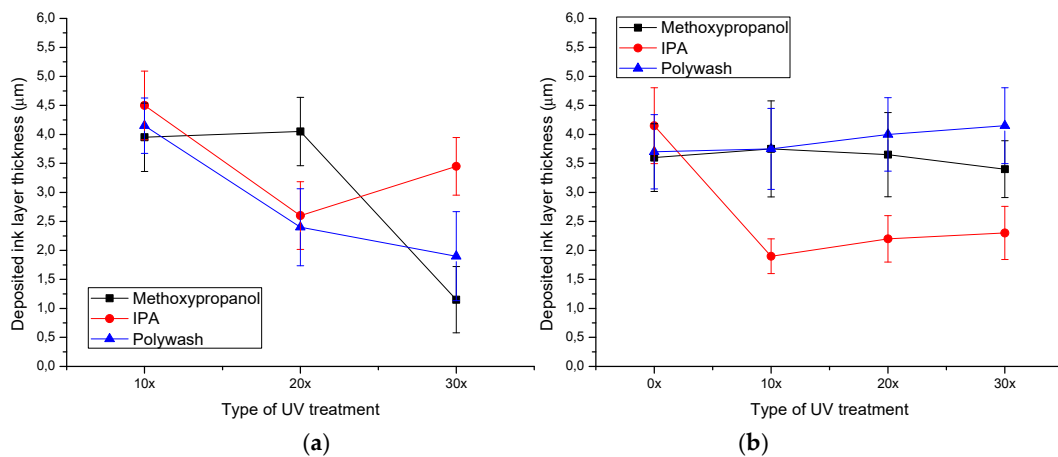 6,0
5,5
5,0
4,5
4,0
3,5
3,0
2,5
2,0
1,5
1,0
0,5
0,0
Deposited ink layer thickness (μm)
Methoxypropanol
IPA
Polywash
10x
20x
30x
Type of UV treatment
(a)
6,0
5,5
5,0
4,5
4,0
3,5
3,0
2,5
2,0
1,5
1,0
0,5
0,0
Deposited ink layer thickness (μm)
Methoxypropanol
IPA
Polywash
0x
10x
20x
30x
Type of UV treatment
(b)